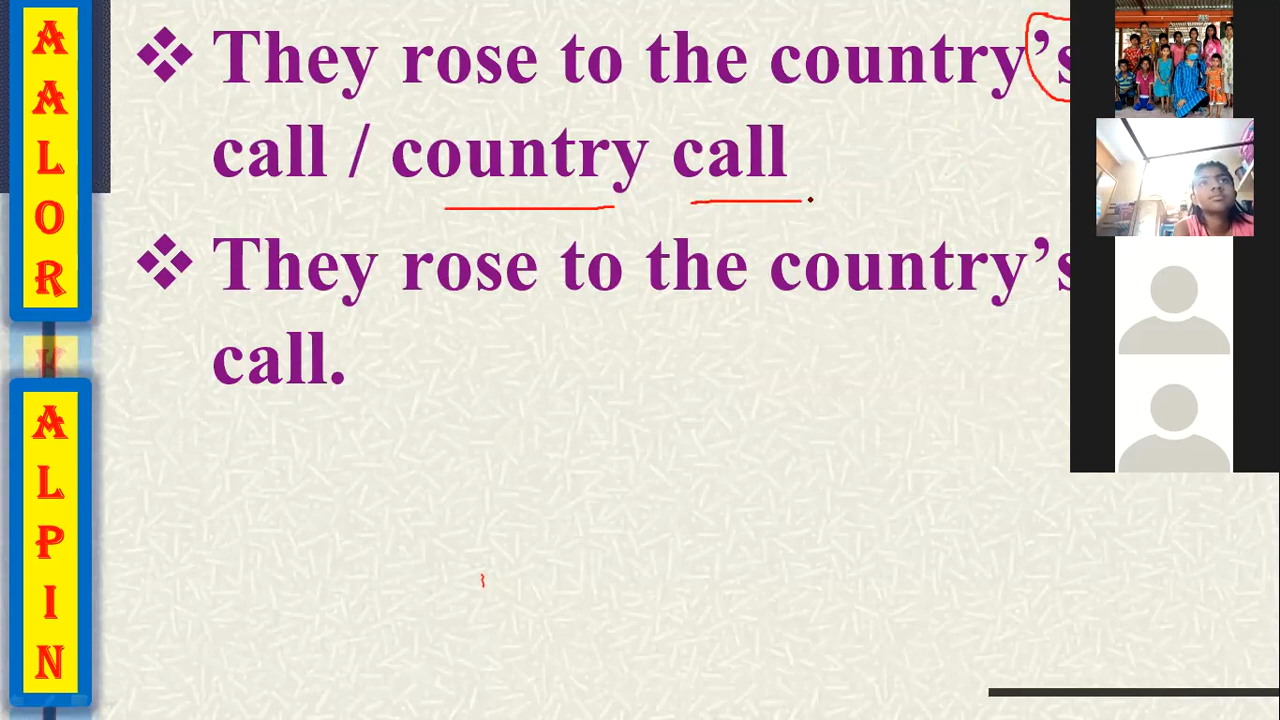 AALOR
ALPIN
❖ They rose to the country's
call / country call
❖ They rose to the country's
call.